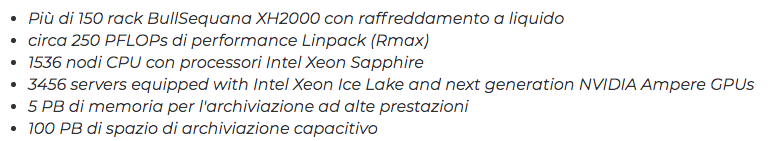 Più di 150 rack BullSequana XH2000 con raffreddamento a liquido
circa 250 PFLOPs di performance Linpack (Rmax)
1536 nodi CPU con processori Intel Xeon Sapphire
3456 servers equipped with Intel Xeon Ice Lake and next generation NVIDIA Ampere GPUs
5 PB di memoria per l'archiviazione ad alte prestazioni
100 PB di spazio di archiviazione capacitivo